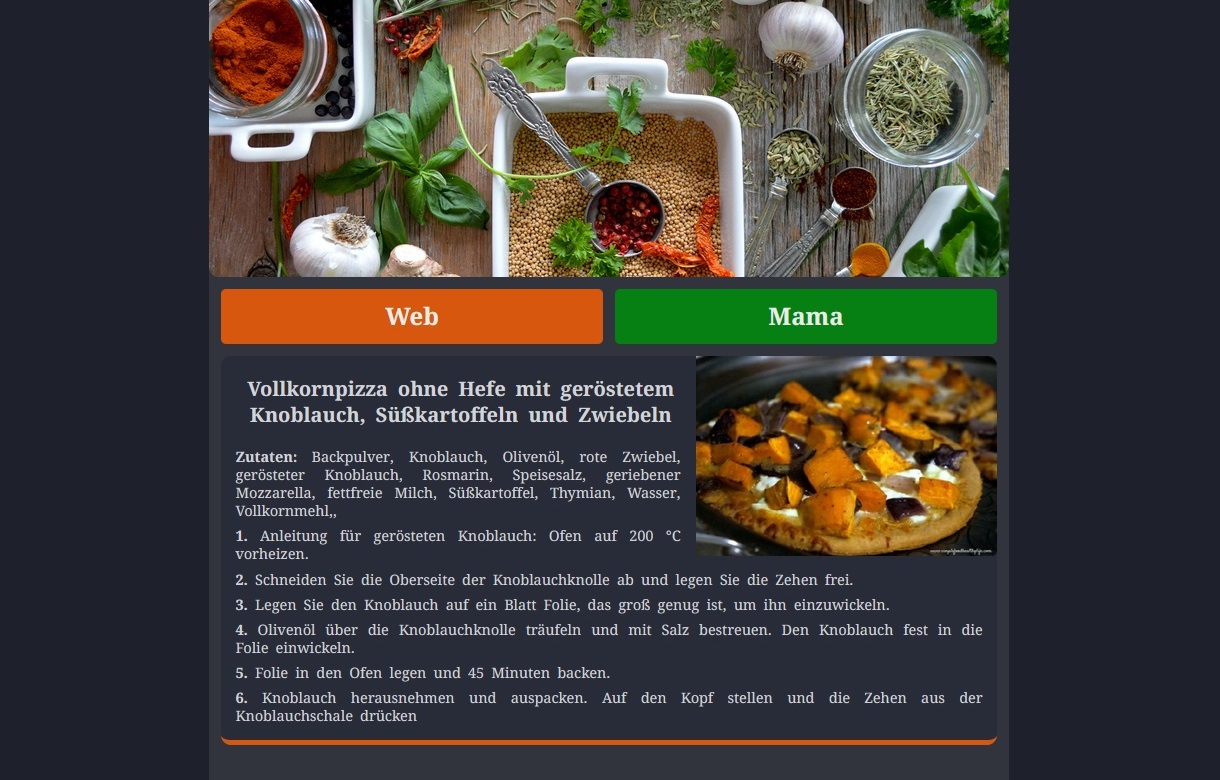 Web
Mama
Vollkornpizza ohne Hefe mit geröstetem
Knoblauch, Süßkartoffeln und Zwiebeln
Zutaten: Backpulver, Knoblauch, Olivenöl, rote Zwiebel,
gerösteter Knoblauch, Rosmarin, Speisesalz, geriebener
Mozzarella, fettfreie Milch, Süßkartoffel, Thymian, Wasser,
Vollkornmehl,,
1. Anleitung für gerösteten Knoblauch: Ofen auf 200 °C
vorheizen.
2. Schneiden Sie die Oberseite der Knoblauchknolle ab und legen Sie die Zehen frei.
3. Legen Sie den Knoblauch auf ein Blatt Folie, das groß genug ist, um ihn einzuwickeln.
4. Olivenöl über die Knoblauchknolle träufeln und mit Salz bestreuen. Den Knoblauch fest in die
Folie einwickeln.
5. Folie in den Ofen legen und 45 Minuten backen.
6. Knoblauch herausnehmen und auspacken. Auf den Kopf stellen und die Zehen aus der
Knoblauchschale drücken